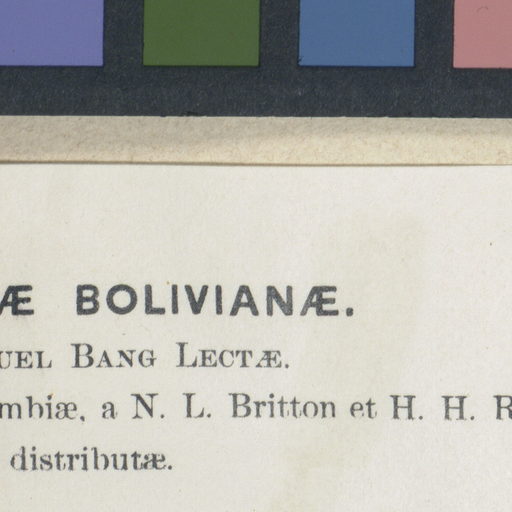 Æ BOLIVIANÆ.
UEL BANG LECTÆ.
mbiæ, a N. L. Britton et H. H. R
distributæ.